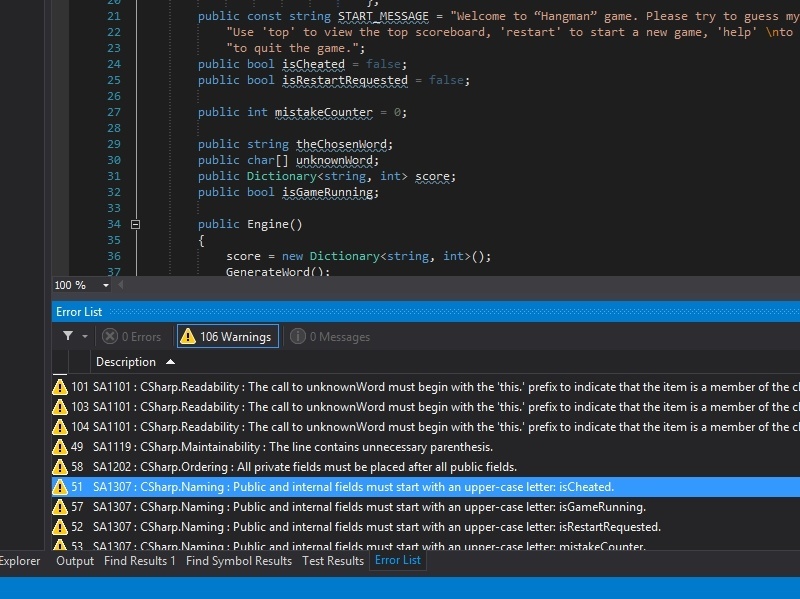 20 };
21 public const string START_MESSAGE = "Welcome to “Hangman” game. Please try to guess my
22 "Use 'top' to view the top scoreboard, 'restart' to start a new game, 'help' \nto
23 "to quit the game.";
24 public bool isCheated = false;
25 public bool isRestartRequested = false;
26
27 public int mistakeCounter = 0;
28
29 public string theChosenWord;
30 public char[] unknownWord;
31 public Dictionary<string, int> score;
32 public bool isGameRunning;
33
34 public Engine()
35 {
36 score = new Dictionary<string, int>();
37 GenerateWord();
100 %
Error List
0 Errors 106 Warnings 0 Messages
Description
101 SA1101 : CSharp.Readability : The call to unknownWord must begin with the 'this.' prefix to indicate that the item is a member of the cl
103 SA1101 : CSharp.Readability : The call to unknownWord must begin with the 'this.' prefix to indicate that the item is a member of the cl
104 SA1101 : CSharp.Readability : The call to unknownWord must begin with the 'this.' prefix to indicate that the item is a member of the cl
49 SA1119 : CSharp.Maintainability : The line contains unnecessary parenthesis.
58 SA1202 : CSharp.Ordering : All private fields must be placed after all public fields.
51 SA1307 : CSharp.Naming : Public and internal fields must start with an upper-case letter: isCheated.
57 SA1307 : CSharp.Naming : Public and internal fields must start with an upper-case letter: isGameRunning.
52 SA1307 : CSharp.Naming : Public and internal fields must start with an upper-case letter: isRestartRequested.
53 SA1307 : CSharp.Naming : Public and internal fields must start with an upper-case letter: mistakeCounter.
Explorer Output Find Results 1 Find Symbol Results Test Results Error List